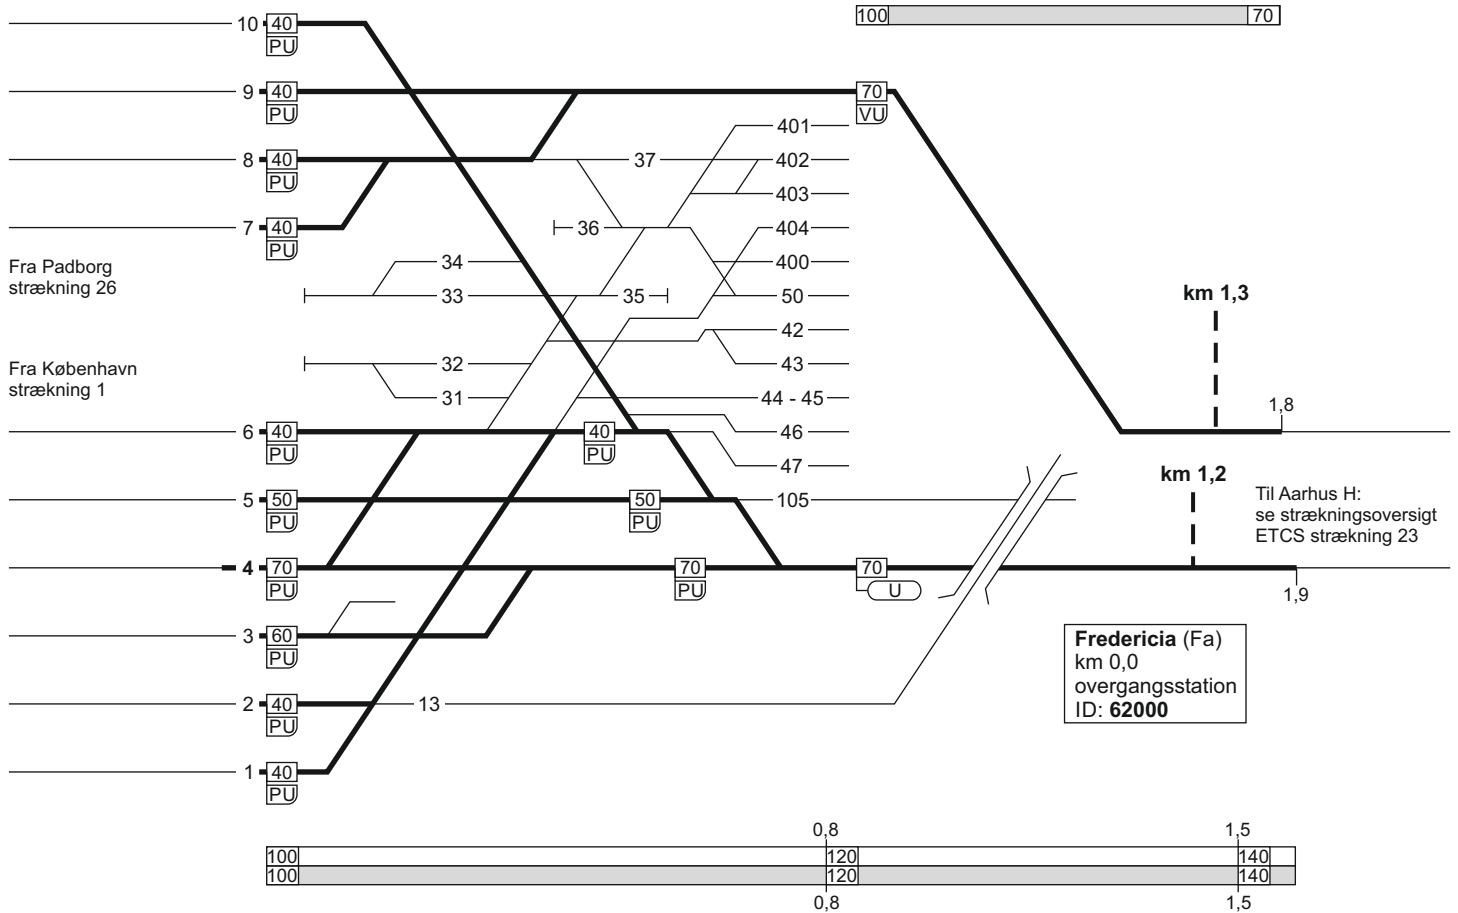 10 40
PU
100 70
9 40
PU
70
VU
401
8 40
PU
37
402
403
7 40
PU
36
404
Fra Padborg
strækning 26
34
400
33
35
50
km 1,3
42
Fra København
strækning 1
32
43
31
44 - 45
1,8
6 40
PU
40
PU
46
47
km 1,2
5 50
PU
50
PU
105
Til Aarhus H:
se strækningsoversigt
ETCS strækning 23
4 70
PU
70
PU
70
U
1,9
3 60
PU
Fredericia (Fa)
km 0,0
overgangsstation
ID: 62000
2 40
PU
13
1 40
PU
0,8 1,5
100 120 140
100 120 140
0,8 1,5